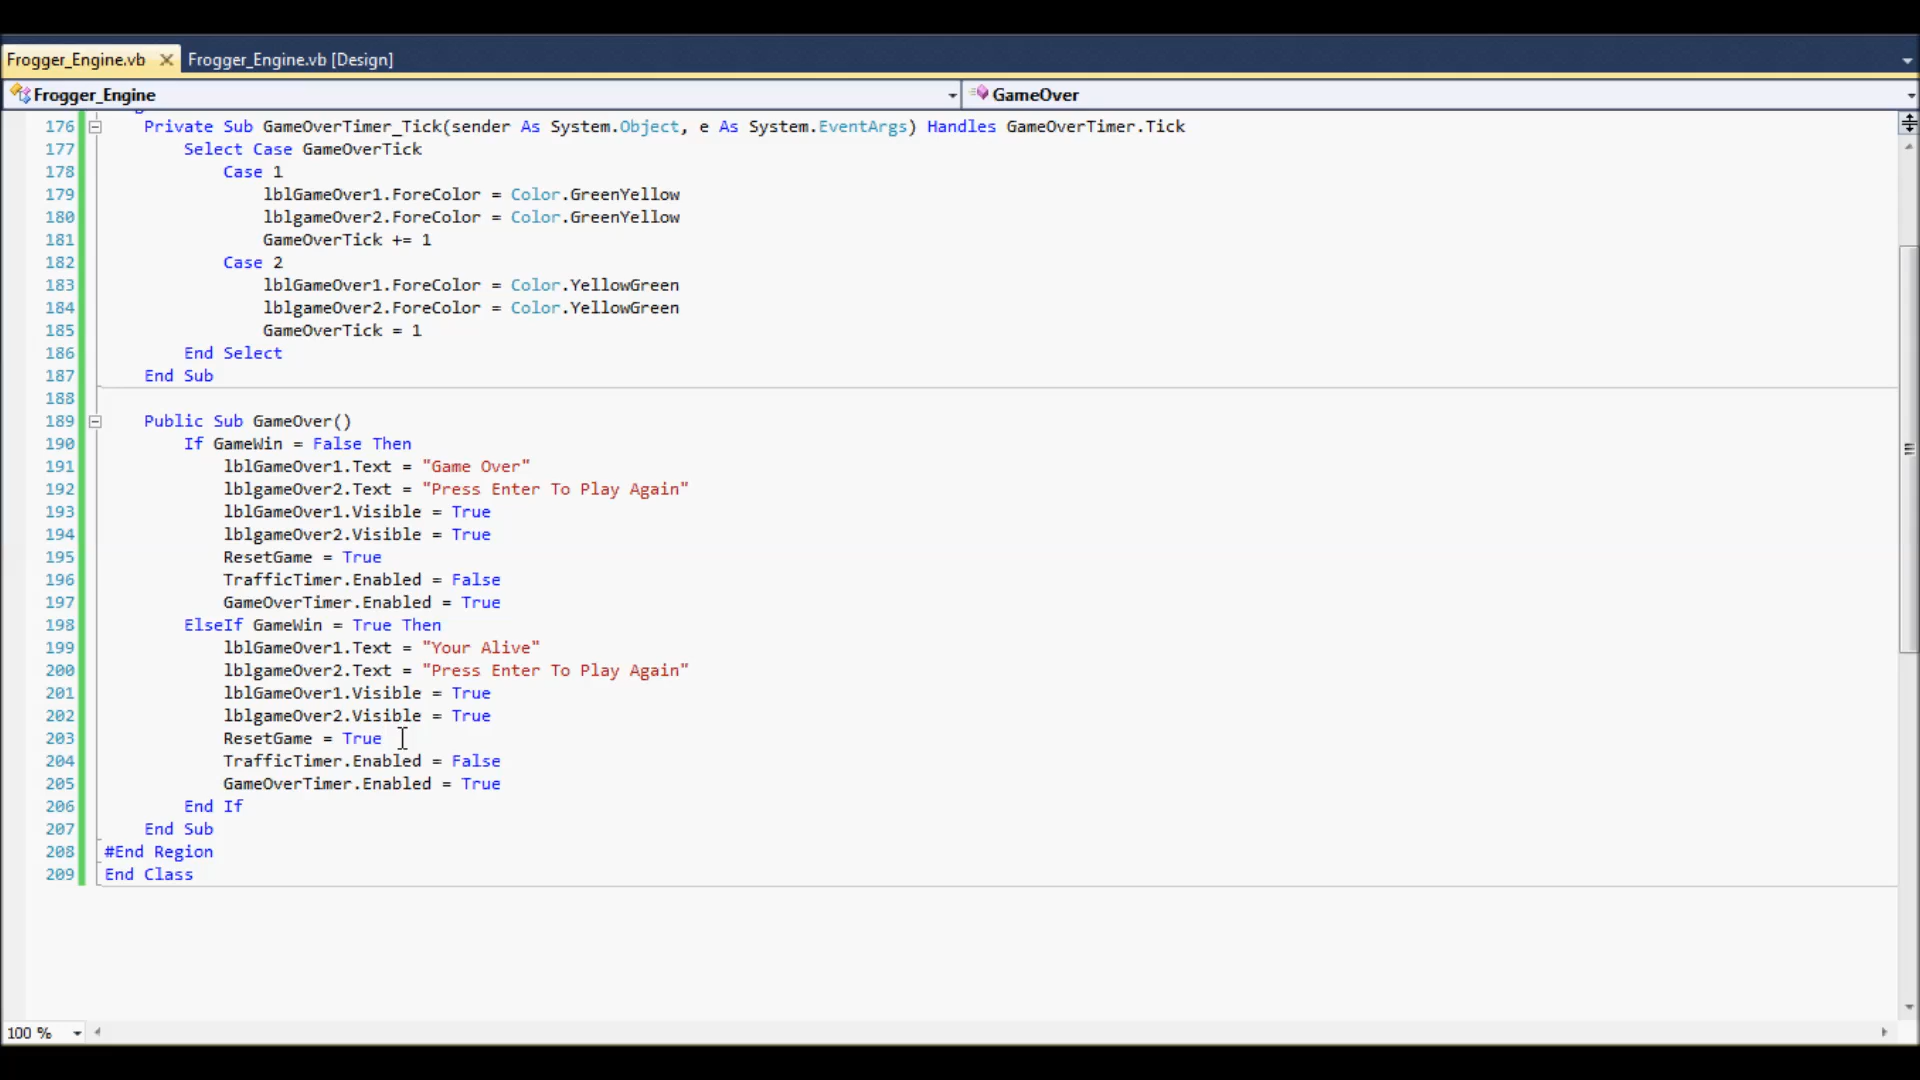 Frogger_Engine.vb Frogger_Engine.vb [Design]
Frogger_Engine GameOver
176 Private Sub GameOverTimer_Tick(sender As System.Object, e As System.EventArgs) Handles GameOverTimer.Tick
177 Select Case GameOverTick
178 Case 1
179 lblGameOver1.ForeColor = Color.GreenYellow
180 lblgameOver2.ForeColor = Color.GreenYellow
181 GameOverTick += 1
182 Case 2
183 lblGameOver1.ForeColor = Color.YellowGreen
184 lblgameOver2.ForeColor = Color.YellowGreen
185 GameOverTick = 1
186 End Select
187 End Sub
188
189 Public Sub GameOver()
190 If GameWin = False Then
191 lblGameOver1.Text = "Game Over"
192 lblgameOver2.Text = "Press Enter To Play Again"
193 lblGameOver1.Visible = True
194 lblgameOver2.Visible = True
195 ResetGame = True
196 TrafficTimer.Enabled = False
197 GameOverTimer.Enabled = True
198 ElseIf GameWin = True Then
199 lblGameOver1.Text = "Your Alive"
200 lblgameOver2.Text = "Press Enter To Play Again"
201 lblGameOver1.Visible = True
202 lblgameOver2.Visible = True
203 ResetGame = True
204 TrafficTimer.Enabled = False
205 GameOverTimer.Enabled = True
206 End If
207 End Sub
208 #End Region
209 End Class
100 %